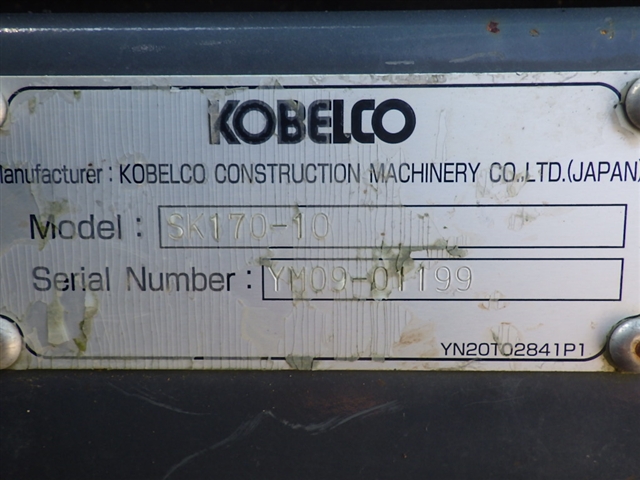 KOBELCO
Manufacturer : KOBELCO CONSTRUCTION MACHINERY CO.,LTD.(JAPAN)
Model : SK170-10
Serial Number : YM09-01199
YN20T02841P1